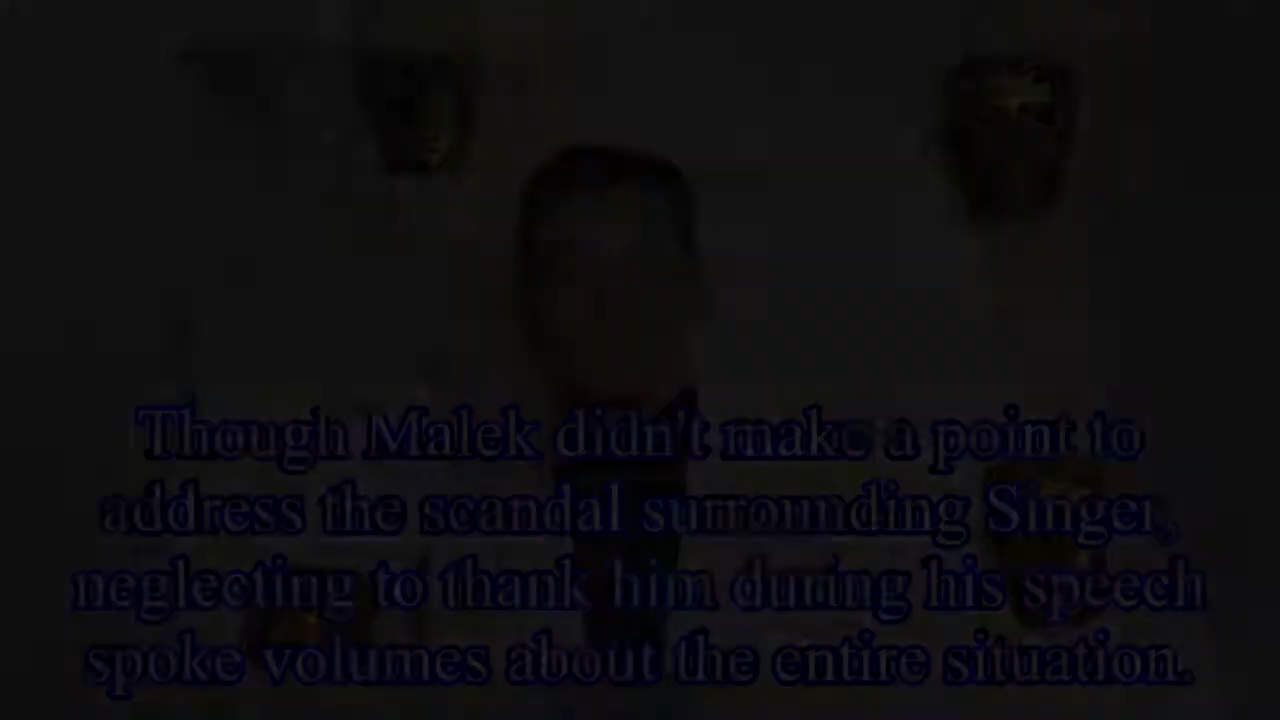 Though Malek didn't make a point to
address the scandal surrounding Singer,
neglecting to thank him during his speech
spoke volumes about the entire situation.